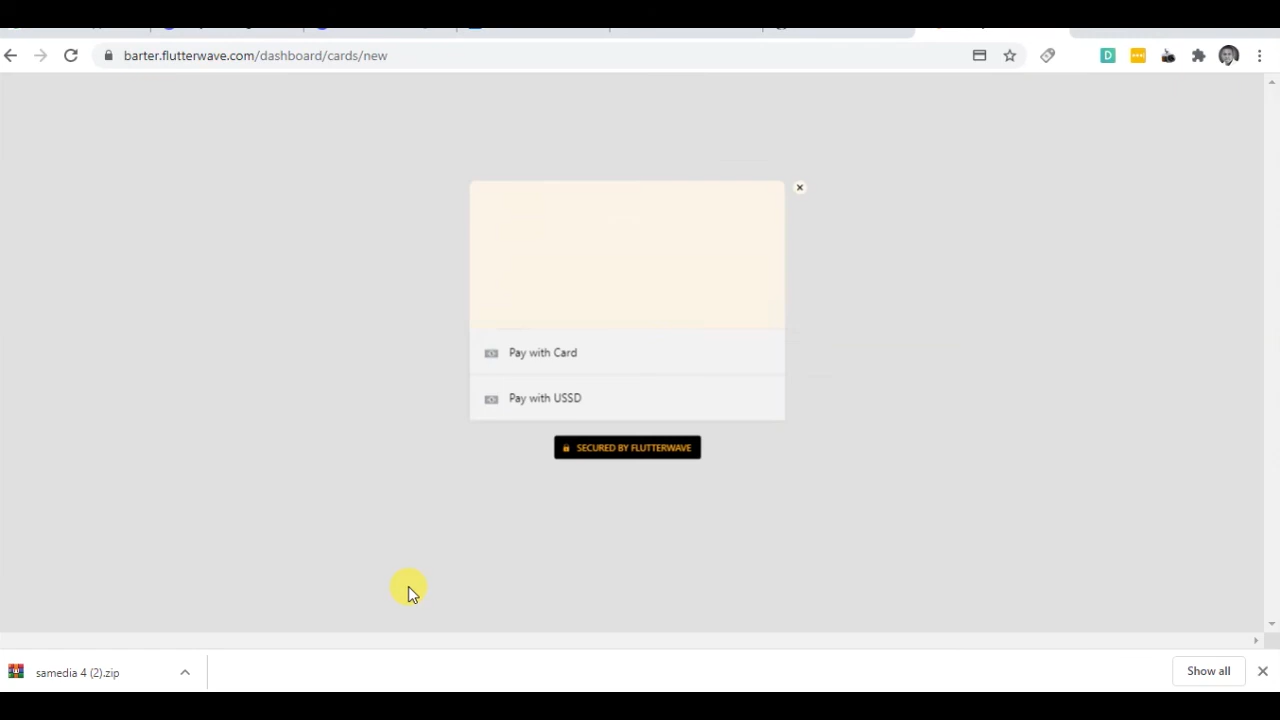 barter.flutterwave.com/dashboard/cards/new
D
Pay with Card
Pay with USSD
SECURED BY FLUTTERWAVE
samedia 4 (2).zip
Show all